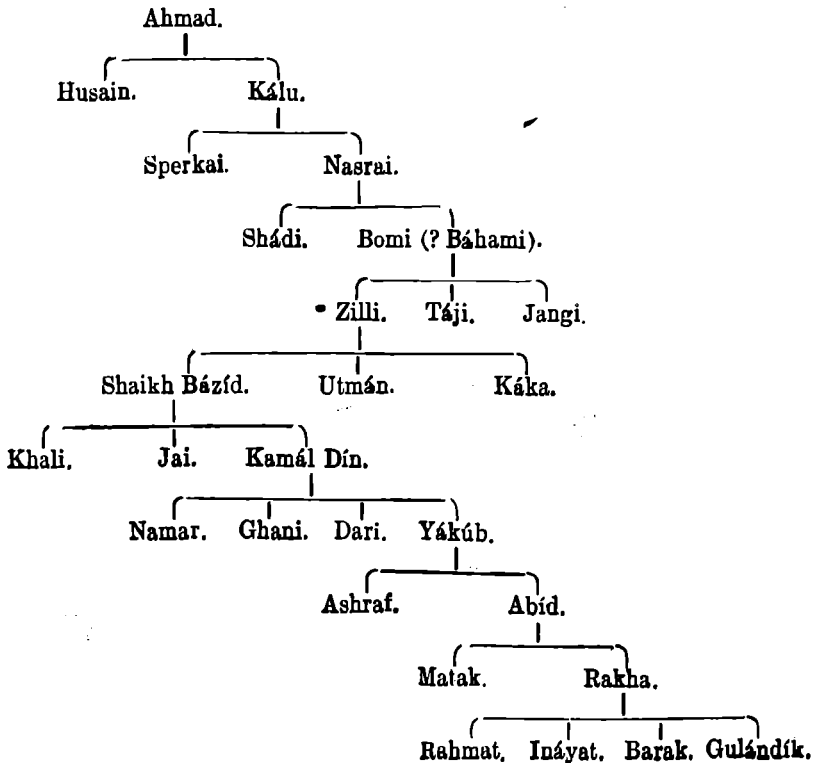 Ahmad.
Husain. Kálu.
Sperkai. Nasrai.
Shádi. Bomi (? Báhami).
Zilli. Táji. Jangi.
Shaikh Bázíd. Utmán. Káka.
Khali. Jai. Kamál Dín.
Namar. Ghani. Dari. Yákúb.
Ashraf. Abíd.
Matak. Rakha.
Rahmat. Ináyat. Barak. Gulándík.